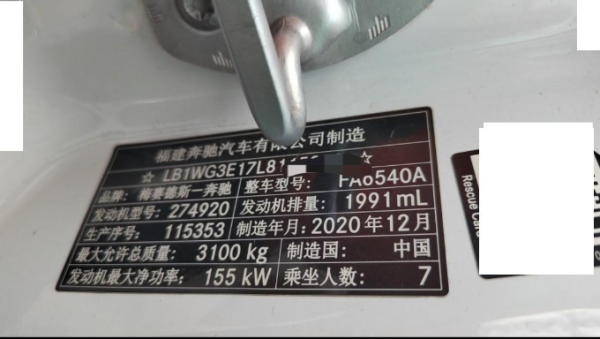 福建奔驰汽车有限公司制造
☆ LB1WG3E17L81 ☆
品牌: 梅赛德斯—奔驰 整车型号: FA6540A
发动机型号: 274920 发动机排量: 1991mL
生产序号: 115353 制造年月: 2020年12月
最大允许总质量: 3100 kg 制造国: 中国
发动机最大净功率: 155 kW 乘坐人数: 7
Rescue Card